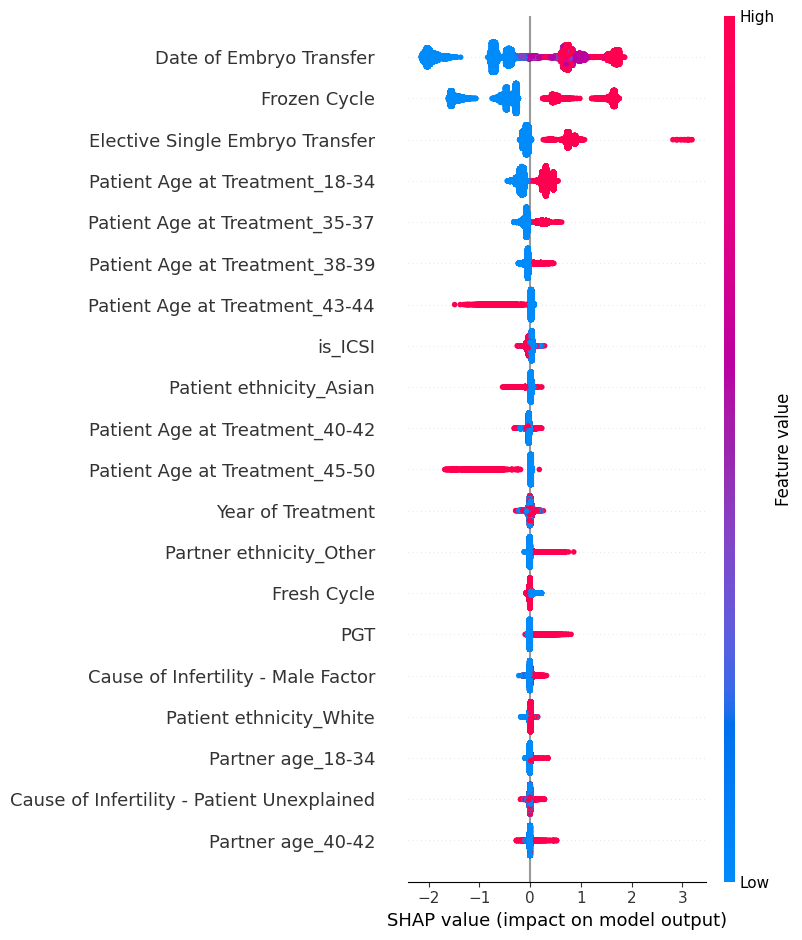 High
Date of Embryo Transfer
Frozen Cycle
Elective Single Embryo Transfer
Patient Age at Treatment_18-34
Patient Age at Treatment_35-37
Patient Age at Treatment_38-39
Patient Age at Treatment_43-44
is_ICSI
Patient ethnicity_Asian
Patient Age at Treatment_40-42
Patient Age at Treatment_45-50
Year of Treatment
Partner ethnicity_Other
Fresh Cycle
PGT
Cause of Infertility - Male Factor
Patient ethnicity_White
Partner age_18-34
Cause of Infertility - Patient Unexplained
Partner age_40-42
Feature value
Low
−2 −1 0 1 2 3
SHAP value (impact on model output)